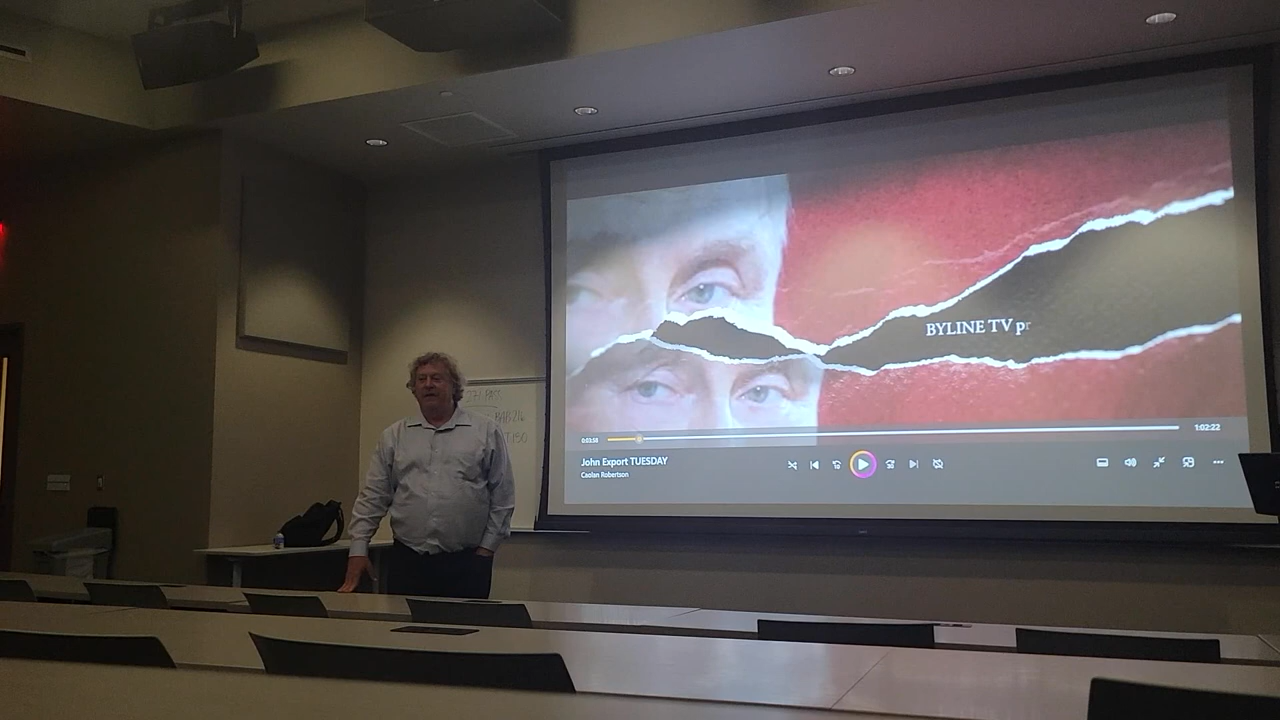 BYLINE TV pr
0:03:58
1:02:22
John Export TUESDAY
Caolan Robertson